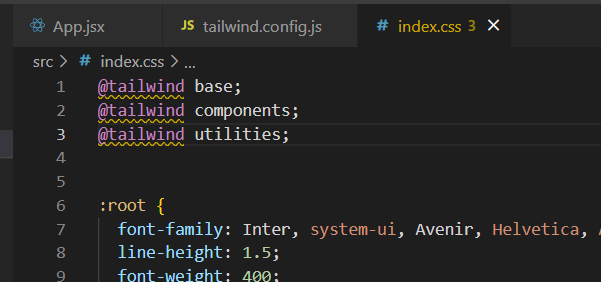 App.jsx
JS tailwind.config.js
# index.css 3
src > # index.css > ...
1 @tailwind base;
2 @tailwind components;
3 @tailwind utilities;
4
5
6 :root {
7 font-family: Inter, system-ui, Avenir, Helvetica,
8 line-height: 1.5;
9 font-weight: 400;